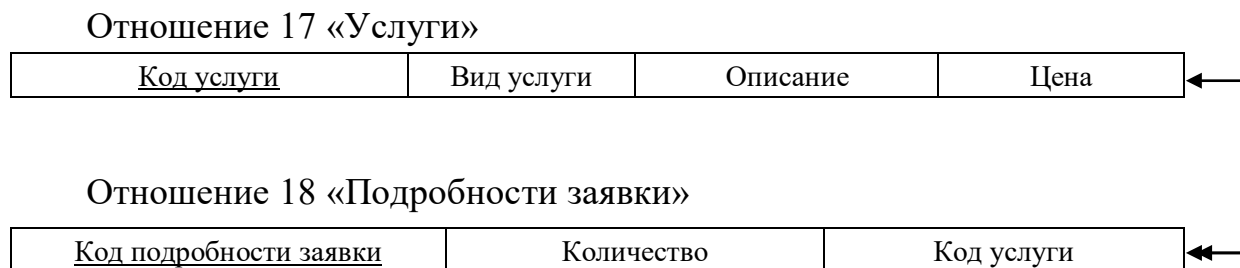 Отношение 17 «Услуги»
Код услуги Вид услуги Описание Цена
Отношение 18 «Подробности заявки»
Код подробности заявки Количество Код услуги